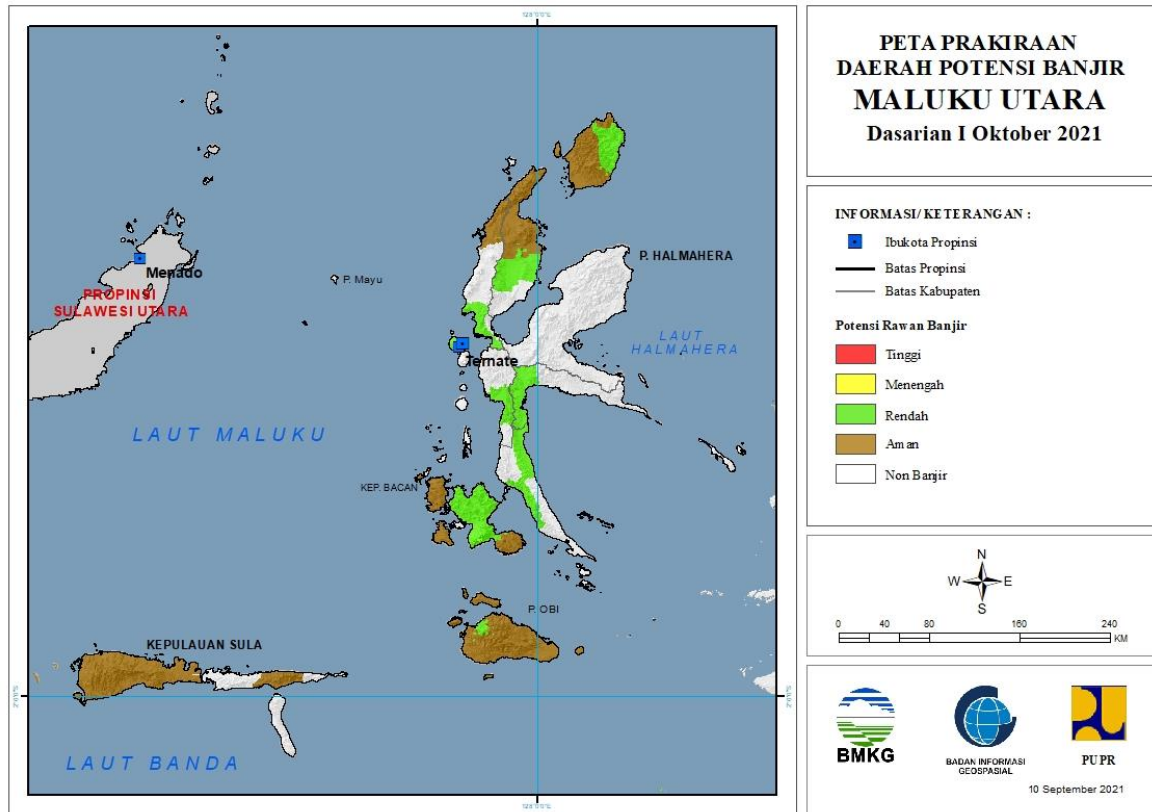 PETA PRAKIRAAN
DAERAH POTENSI BANJIR
MALUKU UTARA
Dasarian I Oktober 2021
INFORMASI/ KETERANGAN :
Ibukota Propinsi
Batas Propinsi
Batas Kabupaten
Potensi Rawan Banjir
Tinggi
Menengah
Rendah
Aman
Non Banjir
N
W E
S
0 40 80 160 240
KM
BMKG
BADAN INFORMASI
GEOSPASIAL
PUPR
10 September 2021
P. HALMAHERA
Menado
P. Mayu
PROPINSI
SULAWESI UTARA
LAUT
HALMAHERA
Ternate
LAUT MALUKU
KEP. BACAN
P. OBI
KEPULAUAN SULA
LAUT BANDA